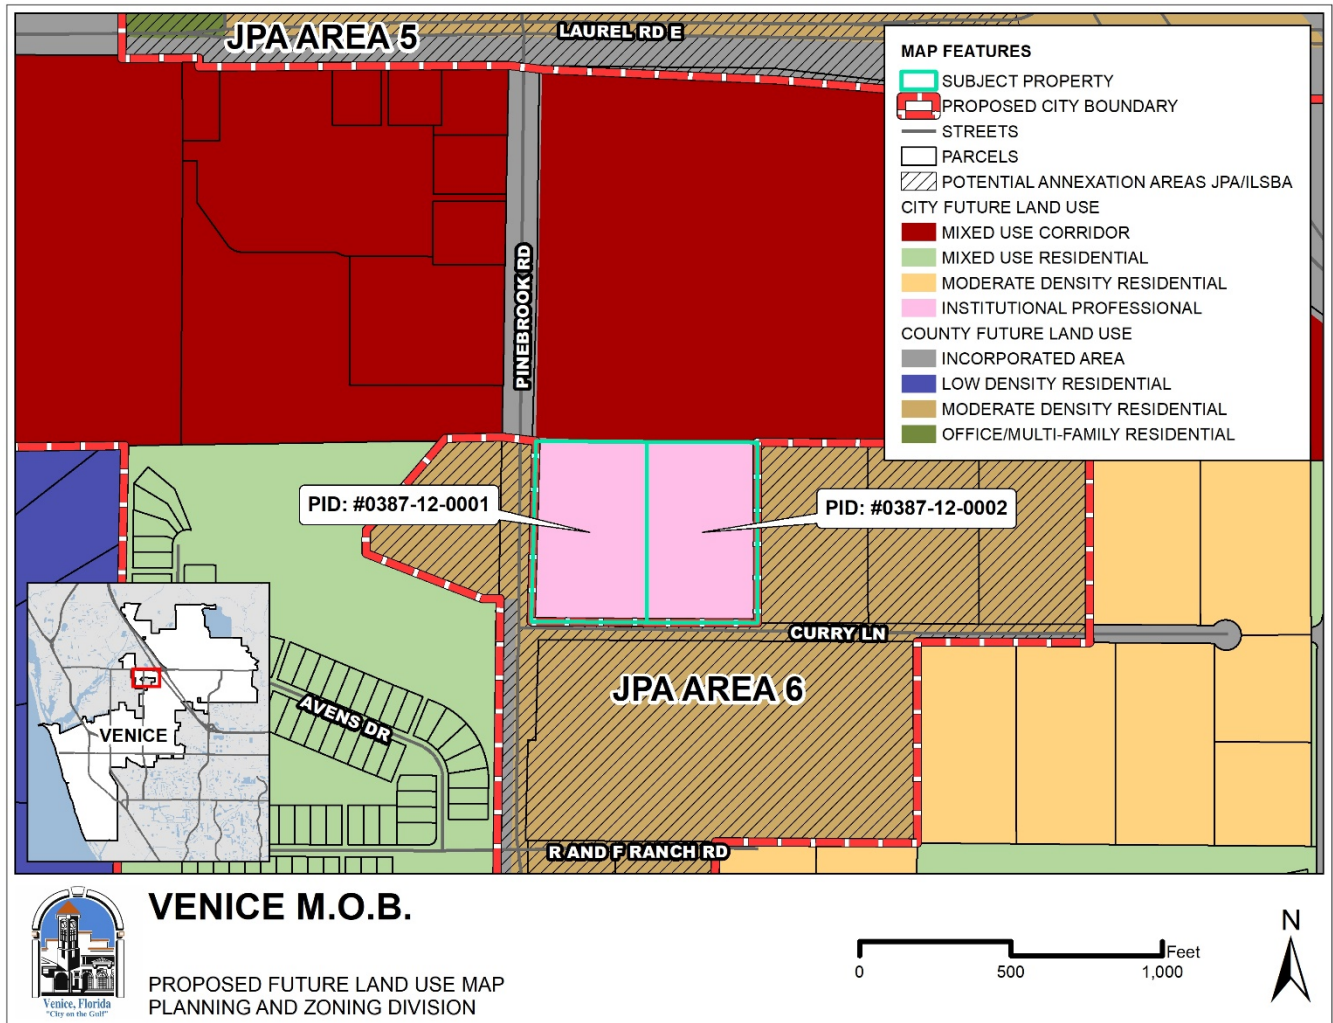 JPA AREA 5
LAUREL RD E
MAP FEATURES
SUBJECT PROPERTY
PROPOSED CITY BOUNDARY
STREETS
PARCELS
POTENTIAL ANNEXATION AREAS JPA/ILSBA
CITY FUTURE LAND USE
MIXED USE CORRIDOR
MIXED USE RESIDENTIAL
MODERATE DENSITY RESIDENTIAL
INSTITUTIONAL PROFESSIONAL
COUNTY FUTURE LAND USE
INCORPORATED AREA
LOW DENSITY RESIDENTIAL
MODERATE DENSITY RESIDENTIAL
OFFICE/MULTI-FAMILY RESIDENTIAL
PINEBROOK RD
PID: #0387-12-0001
PID: #0387-12-0002
CURRY LN
JPA AREA 6
AVENS DR
VENICE
R AND F RANCH RD
VENICE M.O.B.
PROPOSED FUTURE LAND USE MAP
PLANNING AND ZONING DIVISION
Venice, Florida
"City on the Gulf"
Feet
0 500 1,000
N